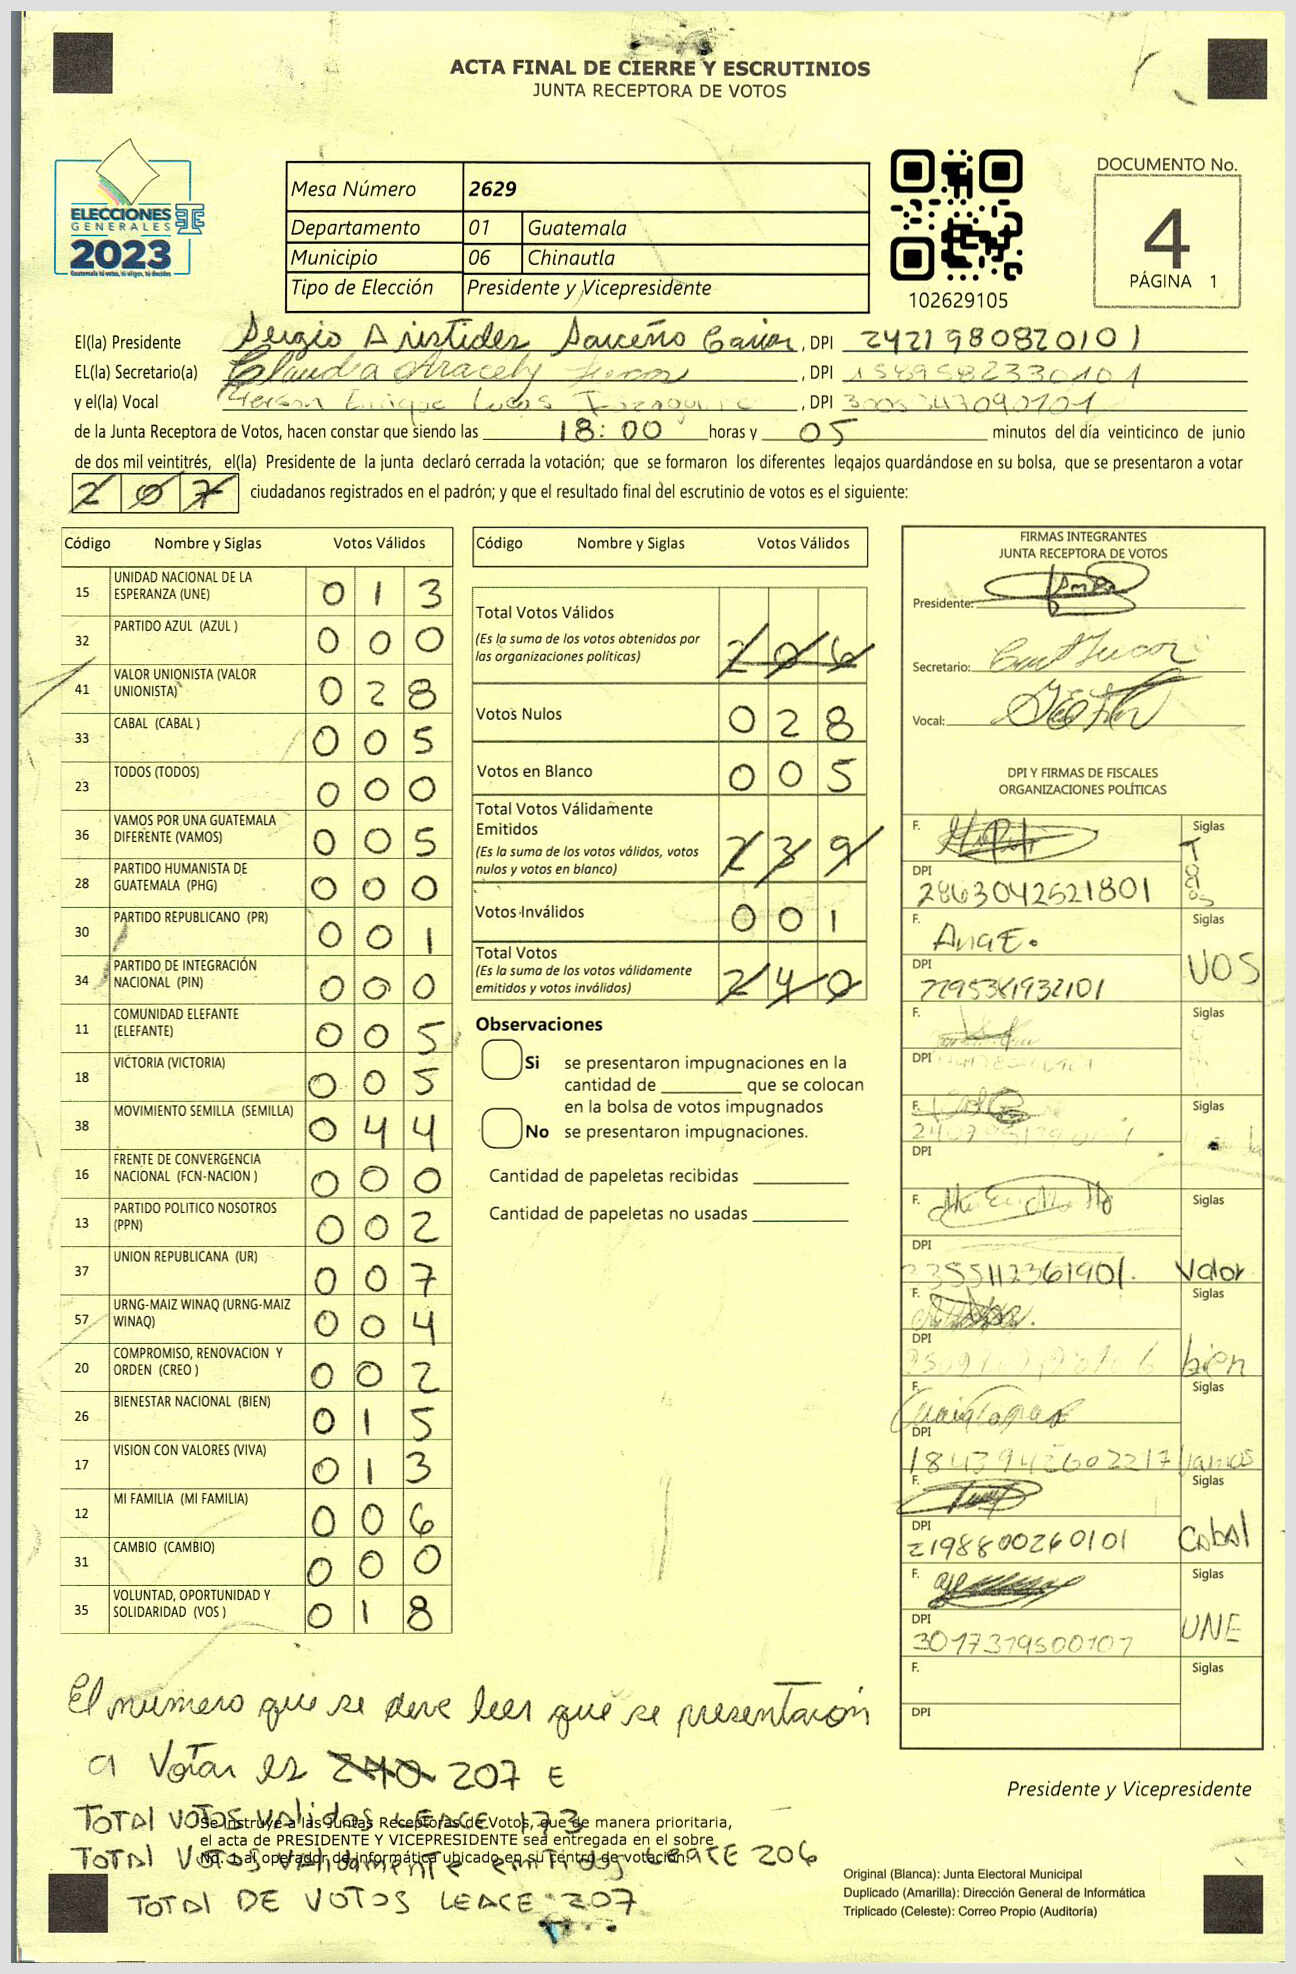 ACTA FINAL DE CIERRE Y ESCRUTINIOS
JUNTA RECEPTORA DE VOTOS
ELECCIONES
GENERALES
2023
Mesa Número 2629
Departamento 01 Guatemala
Municipio 06 Chinautla
Tipo de Elección Presidente y Vicepresidente
102629105
DOCUMENTO No.
4
PÁGINA 1
El(la) Presidente Sergio Aristides Sarceño , DPI 2421980820101
EL(la) Secretario(a) Claudia Aracely , DPI 1589582330101
y el(la) Vocal Enrique Lucas , DPI
de la Junta Receptora de Votos, hacen constar que siendo las 18:00 horas y 05 minutos del día veinticinco de junio
de dos mil veintitrés, el(la) Presidente de la junta declaró cerrada la votación; que se formaron los diferentes legajos guardándose en su bolsa, que se presentaron a votar
207 ciudadanos registrados en el padrón; y que el resultado final del escrutinio de votos es el siguiente:
Código Nombre y Siglas Votos Válidos
15 UNIDAD NACIONAL DE LA ESPERANZA (UNE) 0 1 3
32 PARTIDO AZUL (AZUL ) 0 0 0
41 VALOR UNIONISTA (VALOR UNIONISTA) 0 2 8
33 CABAL (CABAL ) 0 0 5
23 TODOS (TODOS) 0 0 0
36 VAMOS POR UNA GUATEMALA DIFERENTE (VAMOS) 0 0 5
28 PARTIDO HUMANISTA DE GUATEMALA (PHG) 0 0 0
30 PARTIDO REPUBLICANO (PR) 0 0 1
34 PARTIDO DE INTEGRACIÓN NACIONAL (PIN) 0 0 0
11 COMUNIDAD ELEFANTE (ELEFANTE) 0 0 5
18 VICTORIA (VICTORIA) 0 0 5
38 MOVIMIENTO SEMILLA (SEMILLA) 0 4 4
16 FRENTE DE CONVERGENCIA NACIONAL (FCN-NACION ) 0 0 0
13 PARTIDO POLITICO NOSOTROS (PPN) 0 0 2
37 UNION REPUBLICANA (UR) 0 0 7
57 URNG-MAIZ WINAQ (URNG-MAIZ WINAQ) 0 0 4
20 COMPROMISO, RENOVACION Y ORDEN (CREO ) 0 0 2
26 BIENESTAR NACIONAL (BIEN) 0 1 5
17 VISION CON VALORES (VIVA) 0 1 3
12 MI FAMILIA (MI FAMILIA) 0 0 6
31 CAMBIO (CAMBIO) 0 0 0
35 VOLUNTAD, OPORTUNIDAD Y SOLIDARIDAD (VOS ) 0 1 8
Código Nombre y Siglas Votos Válidos
Total Votos Válidos 2 0 6
(Es la suma de los votos obtenidos por
las organizaciones políticas)
Votos Nulos 0 2 8
Votos en Blanco 0 0 5
Total Votos Válidamente
Emitidos 2 3 9
(Es la suma de los votos válidos, votos
nulos y votos en blanco)
Votos Inválidos 0 0 1
Total Votos 2 4 0
(Es la suma de los votos válidamente
emitidos y votos inválidos)
Observaciones
Si se presentaron impugnaciones en la
cantidad de que se colocan
en la bolsa de votos impugnados
No se presentaron impugnaciones.
Cantidad de papeletas recibidas
Cantidad de papeletas no usadas
FIRMAS INTEGRANTES
JUNTA RECEPTORA DE VOTOS
Presidente:
Secretario:
Vocal:
DPI Y FIRMAS DE FISCALES
ORGANIZACIONES POLÍTICAS
F. Siglas
TODOS
DPI
2863042521801
F. Ana E. Siglas
VOS
DPI
F. Siglas
DPI
F. Siglas
DPI
F. Siglas
DPI
2355112361901. Valor
F. Siglas
DPI
bien
F. Siglas
DPI
1843942602217 Vamos
F. Siglas
DPI
2198800260101 CabAl
F. Siglas
DPI
3017379500101 UNE
F. Siglas
DPI
El numero que se deve leer que se presentaron
a Votar es 240 207 E
TOTAL VOTOS VAlidos LEACE 173
Se instruye a las Juntas Receptoras de Votos, que de manera prioritaria,
el acta de PRESIDENTE Y VICEPRESIDENTE sea entregada en el sobre
No. 1 al operador de informática ubicado en su centro de votación.
TOTAL VOTOS VAlidamente emitidos LEACE 206
TOTAL DE VOTOS LEACE 207
Presidente y Vicepresidente
Original (Blanca): Junta Electoral Municipal
Duplicado (Amarilla): Dirección General de Informática
Triplicado (Celeste): Correo Propio (Auditoría)